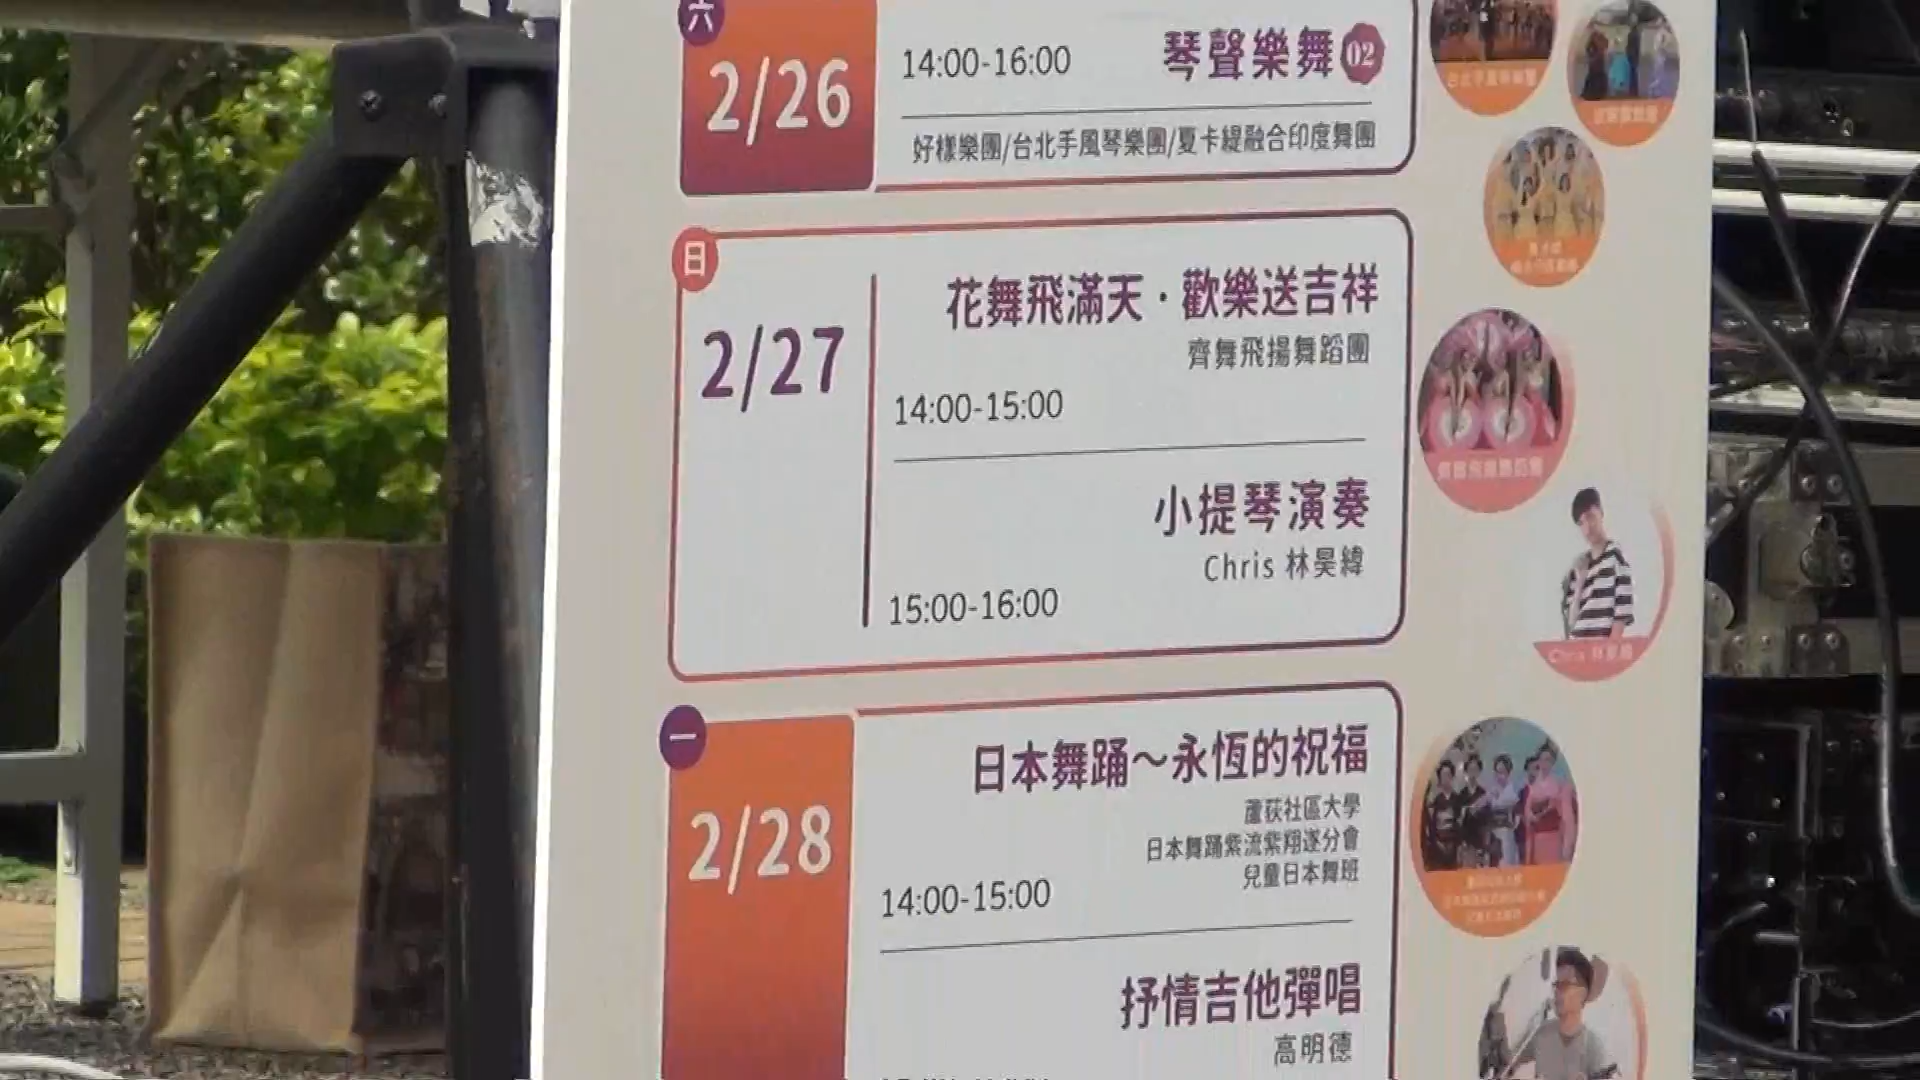 六
2/26
14:00-16:00 琴聲樂舞 02
好樣樂團/台北手風琴樂團/夏卡緹融合印度舞團
日
2/27
花舞飛滿天·歡樂送吉祥
齊舞飛揚舞蹈團
14:00-15:00
小提琴演奏
Chris 林昊緯
15:00-16:00
一
2/28
日本舞踊～永恆的祝福
蘆荻社區大學
日本舞踊紫流紫翔遂分會
兒童日本舞班
14:00-15:00
抒情吉他彈唱
高明德